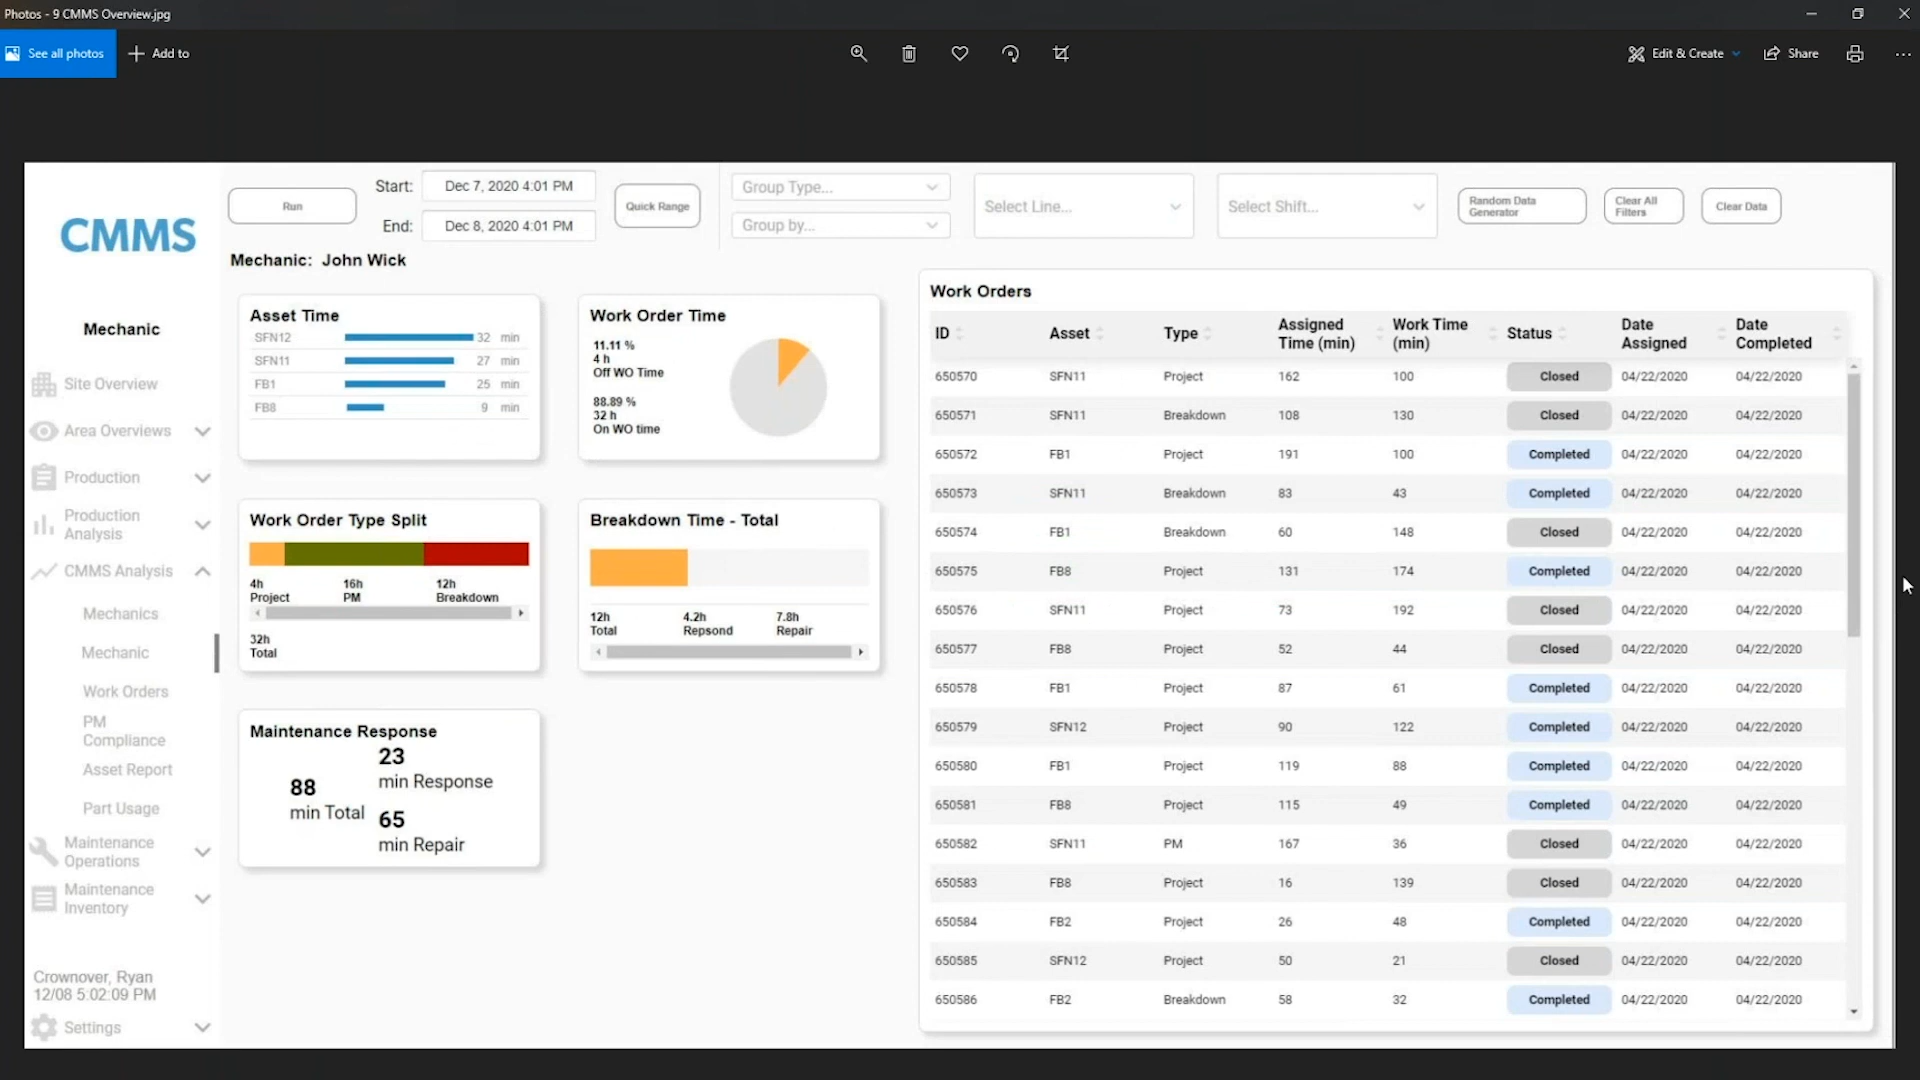 Photos - 9 CMMS Overview.jpg
See all photos
Add to
Edit & Create
Share
CMMS
Mechanic
Site Overview
Area Overviews
Production
Production
Analysis
CMMS Analysis
Mechanics
Mechanic
Work Orders
PM
Compliance
Asset Report
Part Usage
Maintenance
Operations
Maintenance
Inventory
Crownover, Ryan
12/08 5:02:09 PM
Settings
Run
Start: Dec 7, 2020 4:01 PM
End: Dec 8, 2020 4:01 PM
Quick Range
Group Type...
Group by...
Select Line...
Select Shift...
Random Data
Generator
Clear All
Filters
Clear Data
Mechanic: John Wick
Asset Time
SFN12 32 min
SFN11 27 min
FB1 25 min
FB8 9 min
Work Order Time
11.11 %
4 h
Off WO Time
88.89 %
32 h
On WO time
Work Order Type Split
4h 16h 12h
Project PM Breakdown
32h
Total
Breakdown Time - Total
12h 4.2h 7.8h
Total Repsond Repair
Maintenance Response
88
min Total
23
min Response
65
min Repair
Work Orders
ID Asset Type Assigned Time (min) Work Time (min) Status Date Assigned Date Completed
650570 SFN11 Project 162 100 Closed 04/22/2020 04/22/2020
650571 SFN11 Breakdown 108 130 Closed 04/22/2020 04/22/2020
650572 FB1 Project 191 100 Completed 04/22/2020 04/22/2020
650573 SFN11 Breakdown 83 43 Completed 04/22/2020 04/22/2020
650574 FB1 Breakdown 60 148 Closed 04/22/2020 04/22/2020
650575 FB8 Project 131 174 Completed 04/22/2020 04/22/2020
650576 SFN11 Project 73 192 Closed 04/22/2020 04/22/2020
650577 FB8 Project 52 44 Closed 04/22/2020 04/22/2020
650578 FB1 Project 87 61 Completed 04/22/2020 04/22/2020
650579 SFN12 Project 90 122 Completed 04/22/2020 04/22/2020
650580 FB1 Project 119 88 Completed 04/22/2020 04/22/2020
650581 FB8 Project 115 49 Completed 04/22/2020 04/22/2020
650582 SFN11 PM 167 36 Closed 04/22/2020 04/22/2020
650583 FB8 Project 16 139 Closed 04/22/2020 04/22/2020
650584 FB2 Project 26 48 Completed 04/22/2020 04/22/2020
650585 SFN12 Project 50 21 Closed 04/22/2020 04/22/2020
650586 FB2 Breakdown 58 32 Completed 04/22/2020 04/22/2020